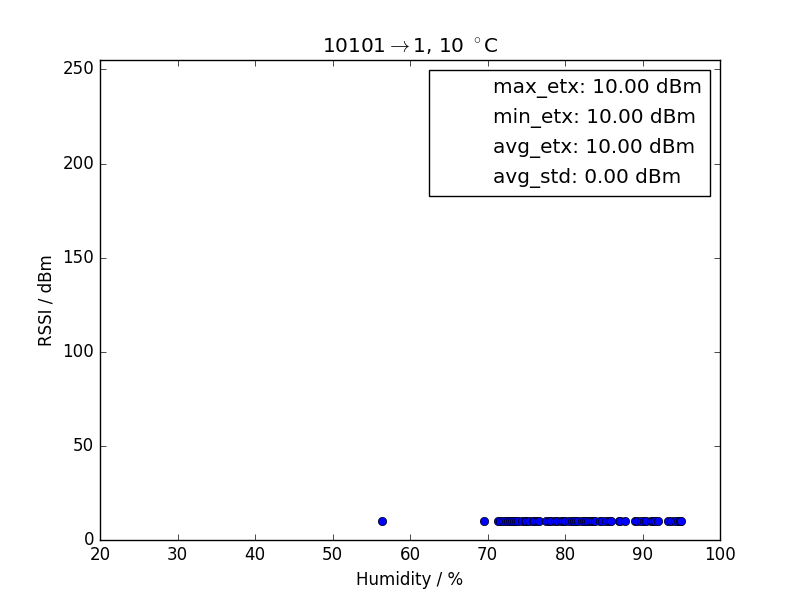 10101→1, 10 °C
max_etx: 10.00 dBm
min_etx: 10.00 dBm
avg_etx: 10.00 dBm
avg_std: 0.00 dBm
250
200
150
100
50
0
RSSI / dBm
20 30 40 50 60 70 80 90 100
Humidity / %